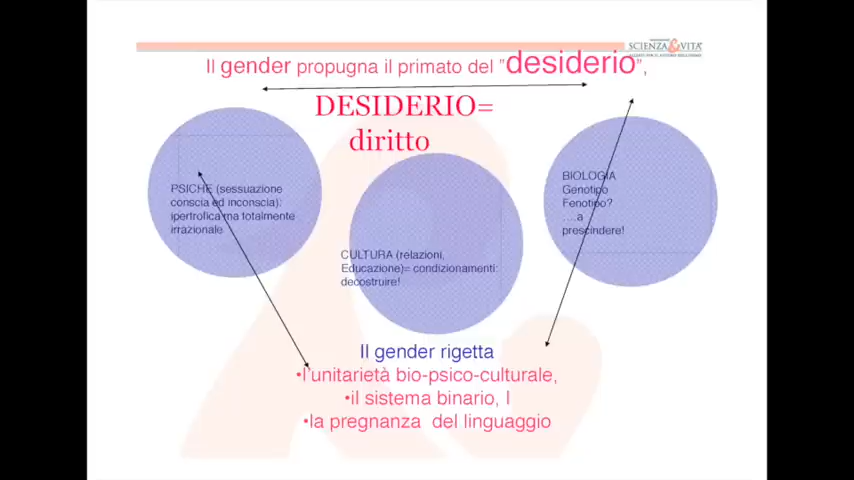 SCIENZA&VITA
Il gender propugna il primato del "desiderio",
DESIDERIO=
diritto
PSICHE (sessuazione
conscia ed inconscia):
ipertrofica ma totalmente
irrazionale
CULTURA (relazioni,
Educazione)= condizionamenti:
decostruire!
BIOLOGIA
Genotipo
Fenotipo?
....a
prescindere!
Il gender rigetta
•l'unitarietà bio-psico-culturale,
•il sistema binario, l
•la pregnanza del linguaggio